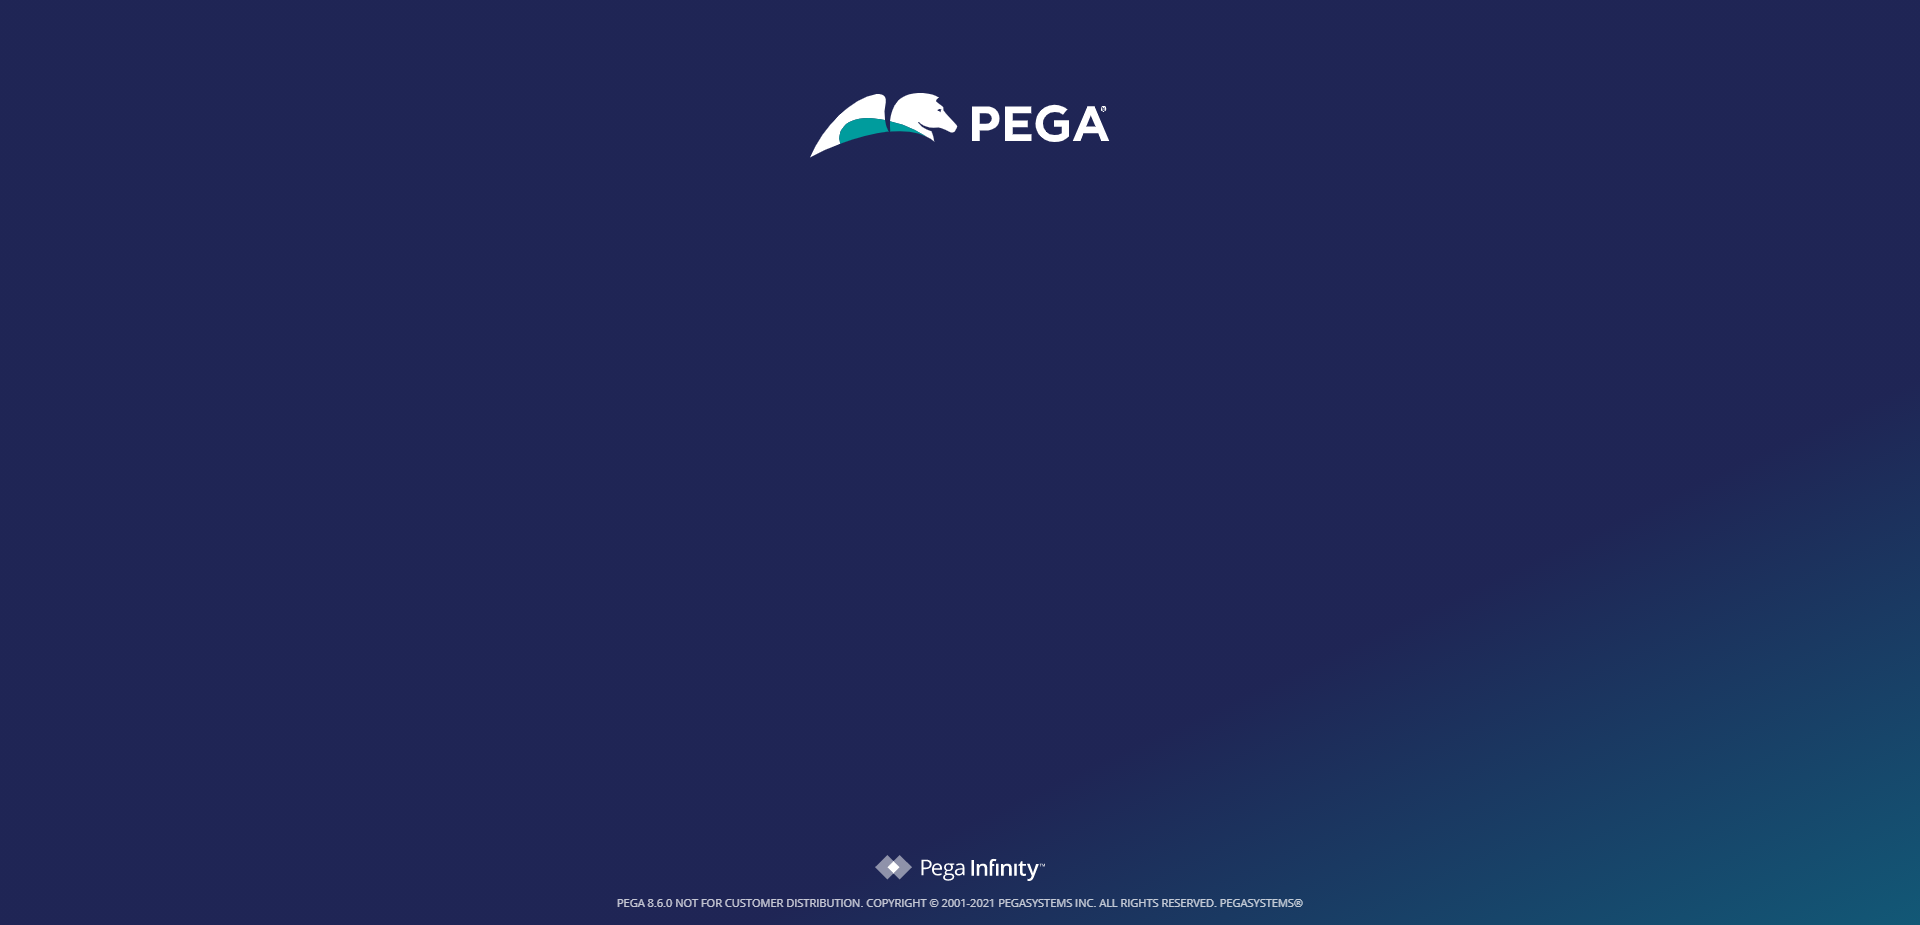 PEGA®
Pega Infinity™
PEGA 8.6.0 NOT FOR CUSTOMER DISTRIBUTION. COPYRIGHT © 2001-2021 PEGASYSTEMS INC. ALL RIGHTS RESERVED. PEGASYSTEMS®